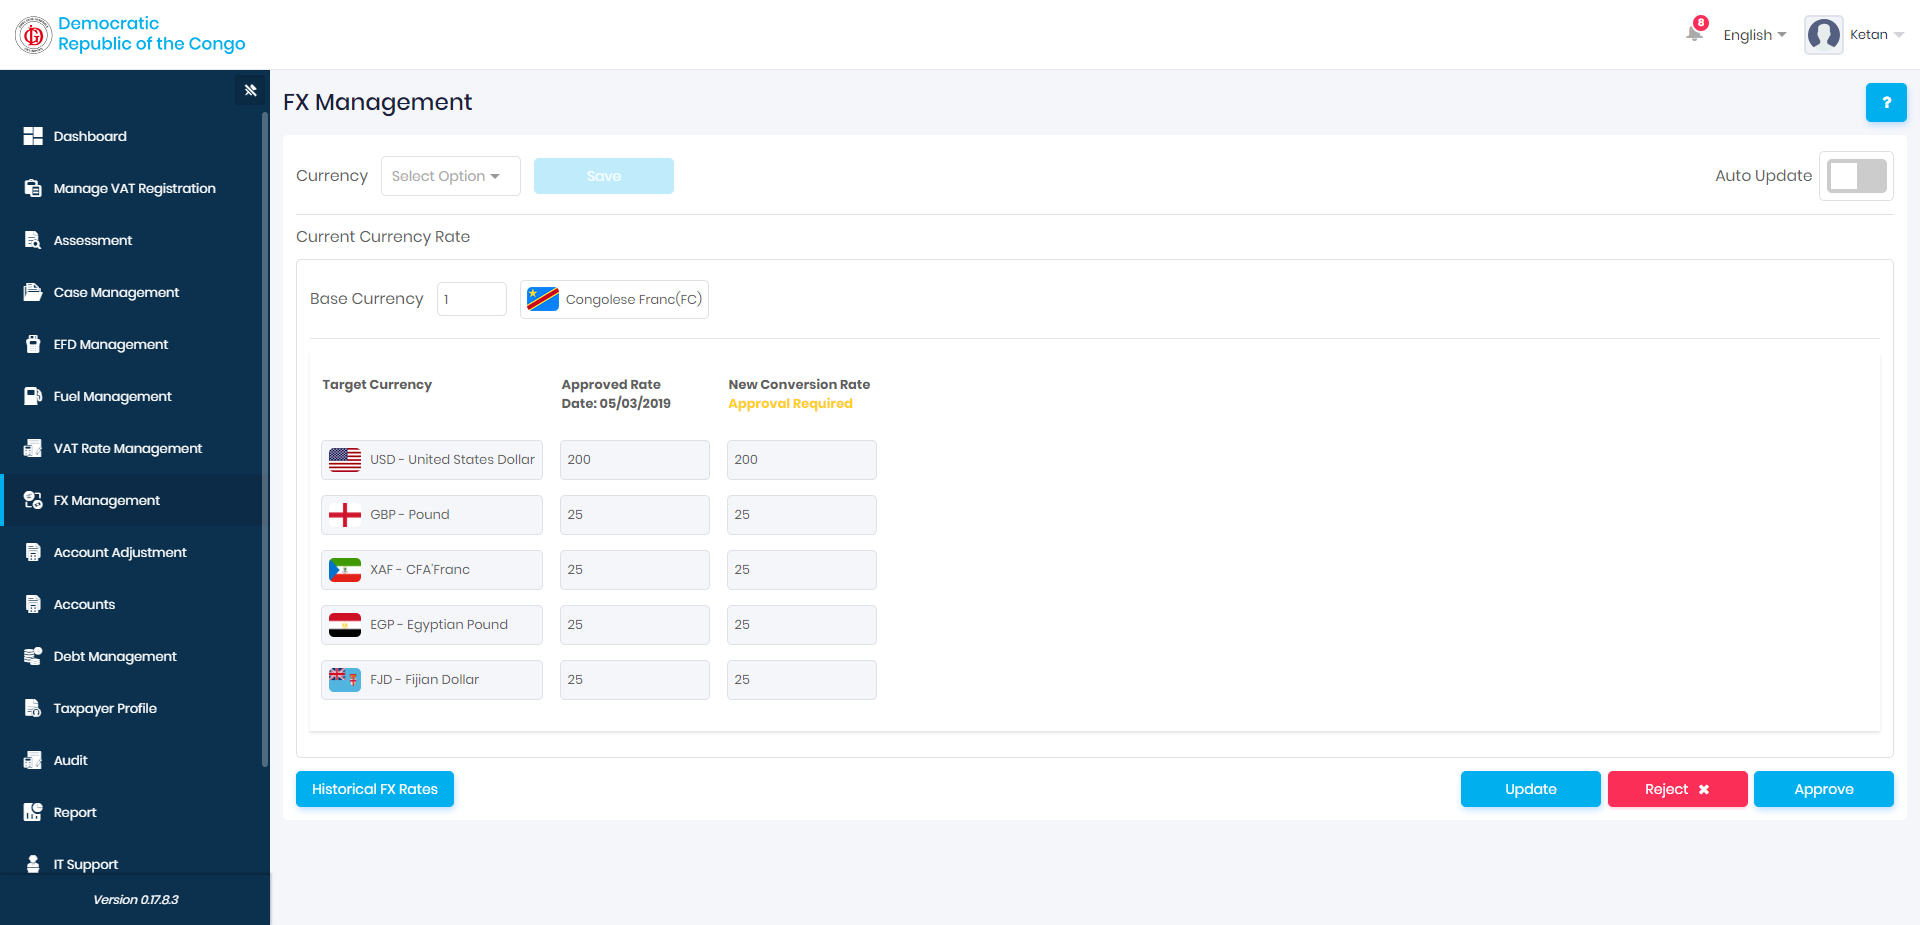 Democratic
Republic of the Congo
8
English
Ketan
Dashboard
Manage VAT Registration
Assessment
Case Management
EFD Management
Fuel Management
VAT Rate Management
FX Management
Account Adjustment
Accounts
Debt Management
Taxpayer Profile
Audit
Report
IT Support
Version 0.17.8.3
FX Management
?
Currency Select Option Save Auto Update
Current Currency Rate
Base Currency 1 Congolese Franc(FC)
Target Currency Approved Rate New Conversion Rate
Date: 05/03/2019 Approval Required
USD - United States Dollar 200 200
GBP - Pound 25 25
XAF - CFA'Franc 25 25
EGP - Egyptian Pound 25 25
FJD - Fijian Dollar 25 25
Historical FX Rates Update Reject ✖ Approve